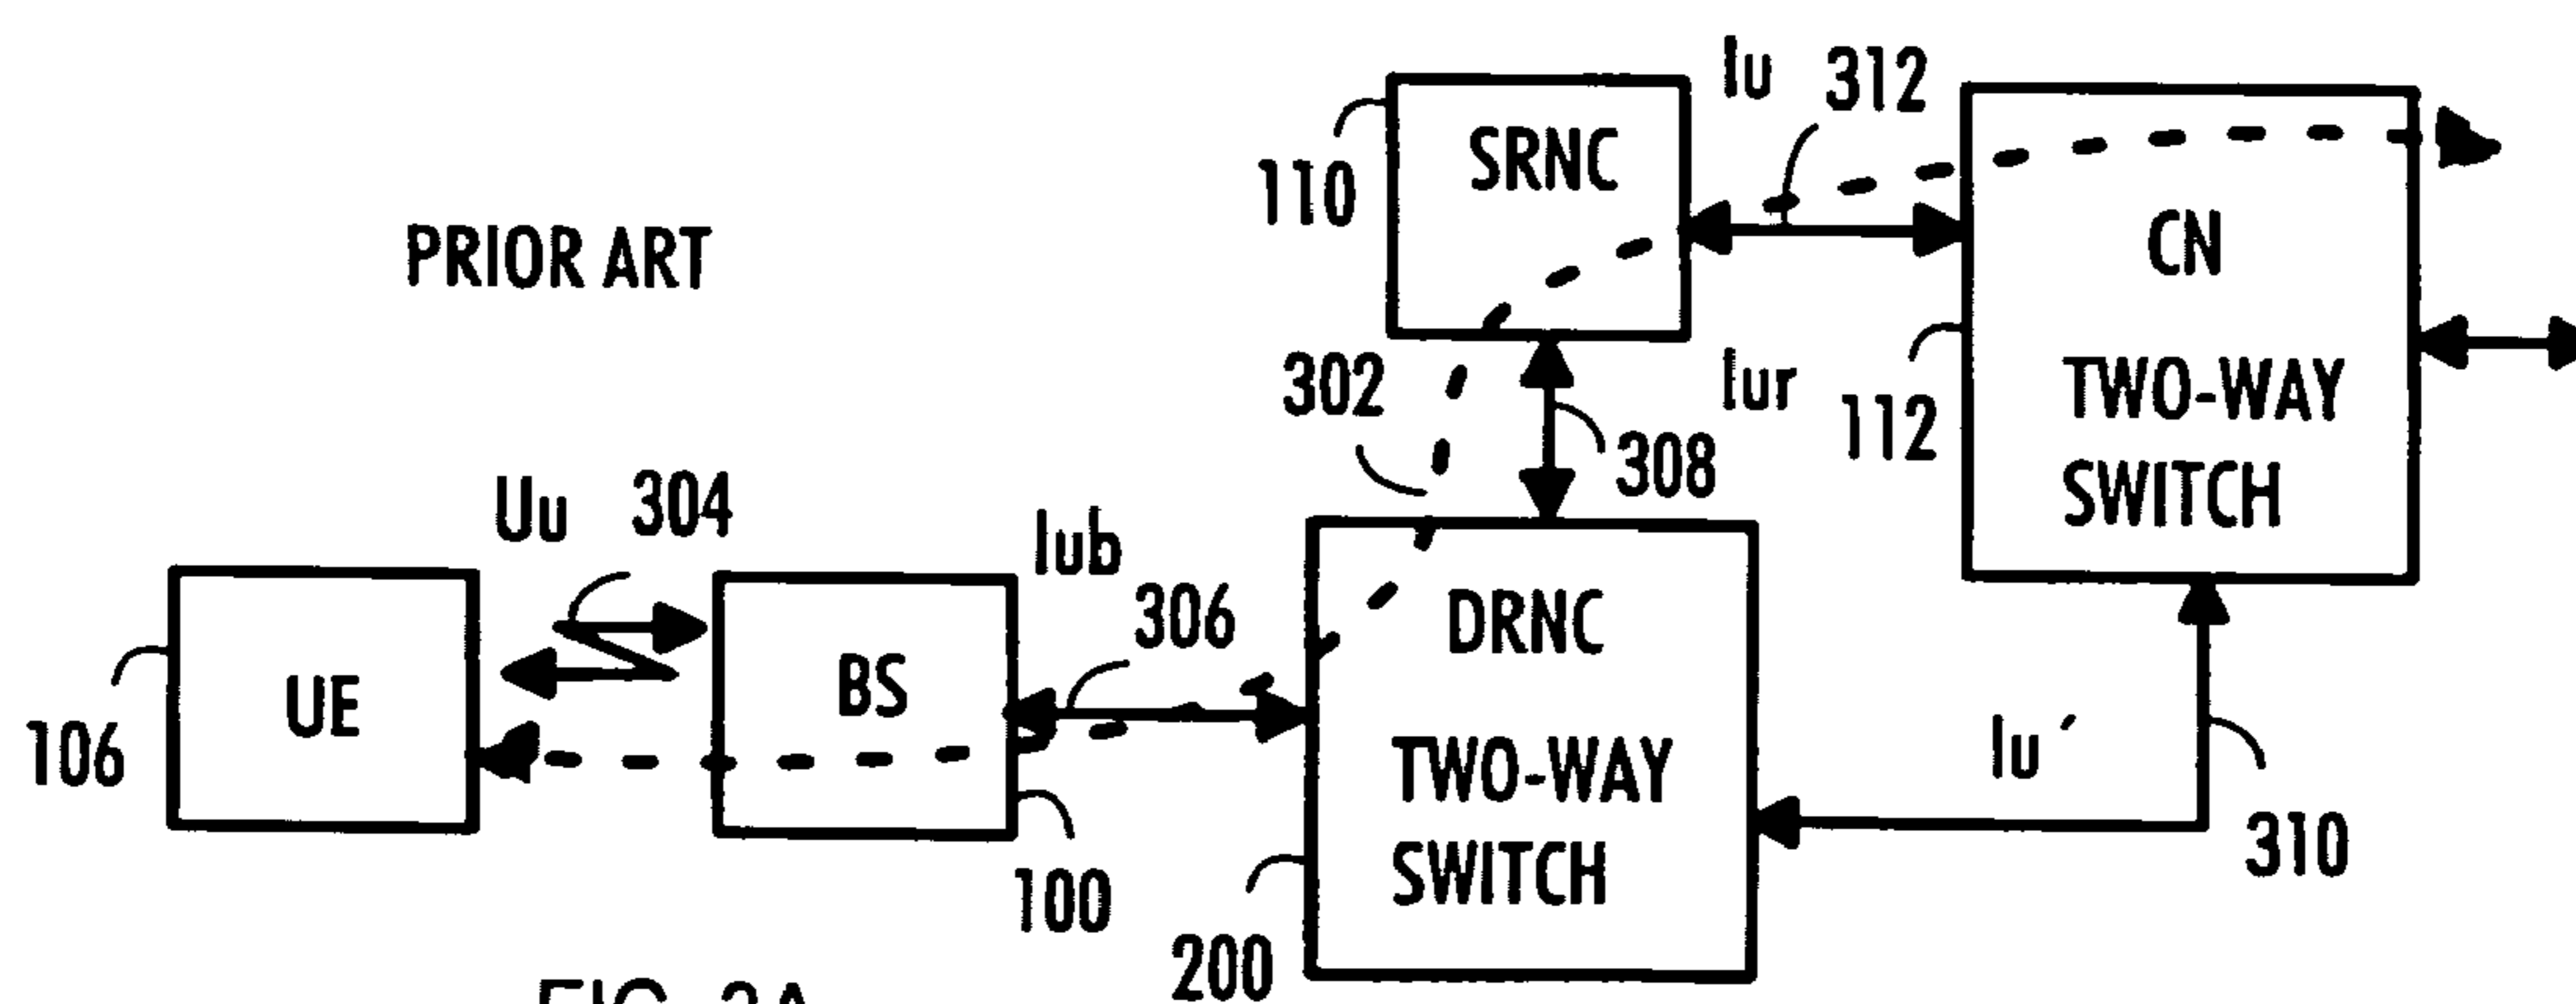 PRIOR ART
Iu
312
SRNC
110
CN
TWO-WAY
SWITCH
112
302
Iur
308
Uu
304
Iub
306
UE
106
BS
100
DRNC
TWO-WAY
SWITCH
200
Iu´
310